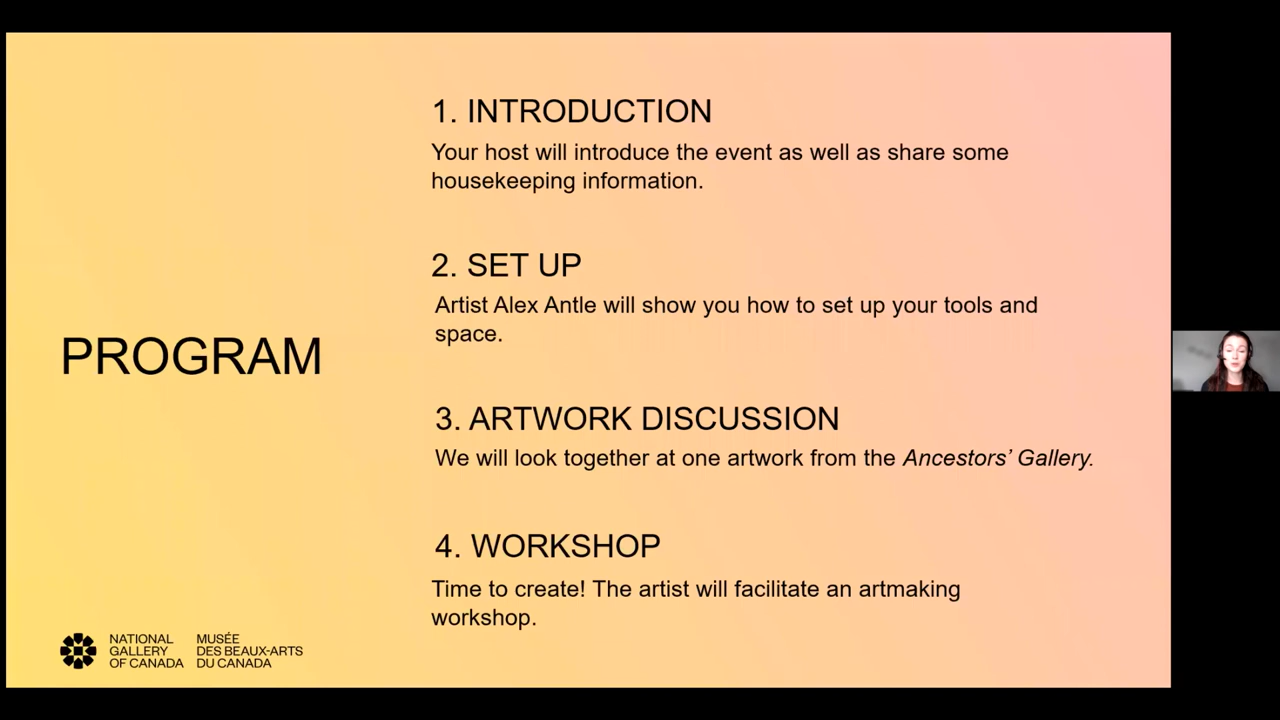 PROGRAM
1. INTRODUCTION
Your host will introduce the event as well as share some
housekeeping information.
2. SET UP
Artist Alex Antle will show you how to set up your tools and
space.
3. ARTWORK DISCUSSION
We will look together at one artwork from the Ancestors’ Gallery.
4. WORKSHOP
Time to create! The artist will facilitate an artmaking
workshop.
NATIONAL
GALLERY
OF CANADA
MUSÉE
DES BEAUX-ARTS
DU CANADA